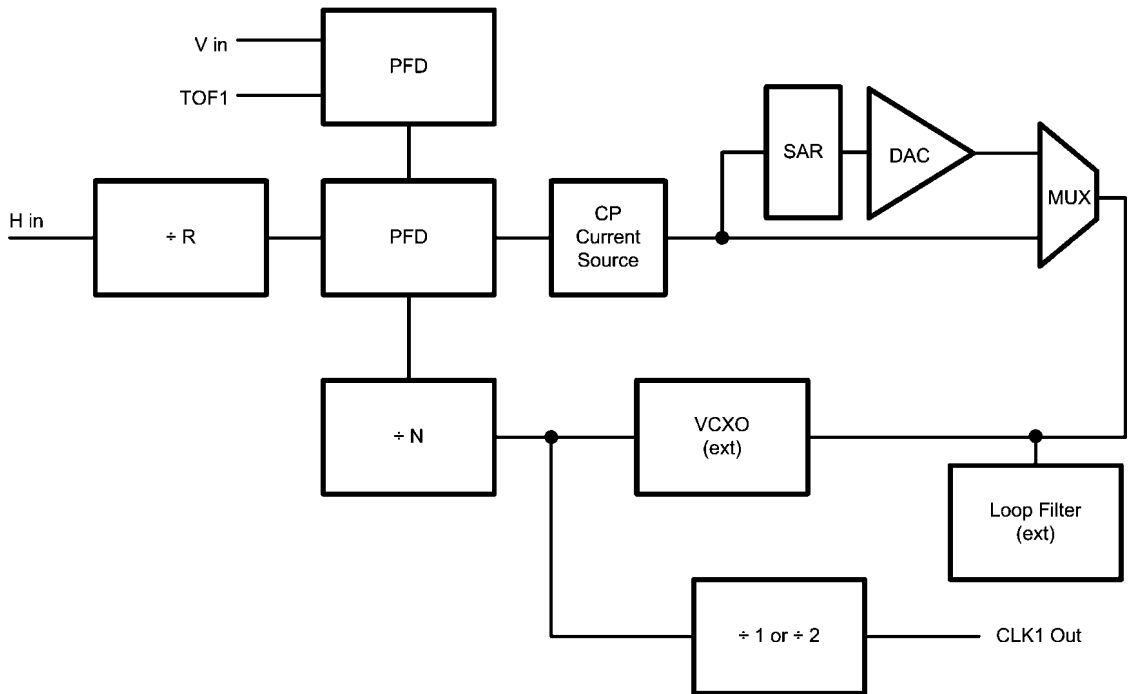 V in
PFD
TOF1
SAR
DAC
MUX
H in
÷ R
PFD
CP
Current
Source
÷ N
VCXO
(ext)
Loop Filter
(ext)
÷ 1 or ÷ 2
CLK1 Out